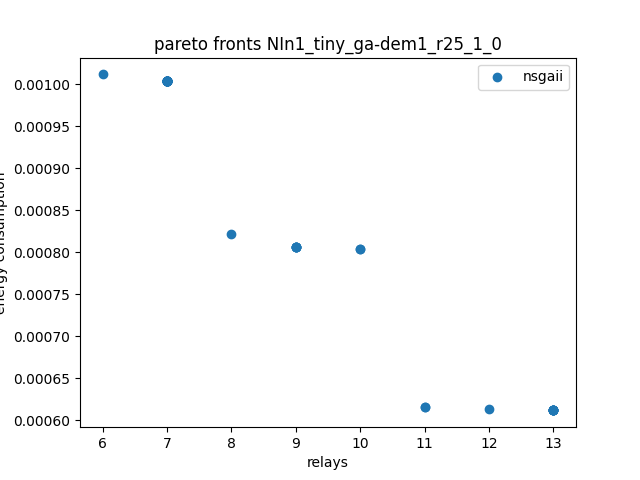 pareto fronts NIn1_tiny_ga-dem1_r25_1_0
nsgaii
0.00100
0.00095
0.00090
0.00085
0.00080
0.00075
0.00070
0.00065
0.00060
energy consumption
6 7 8 9 10 11 12 13
relays